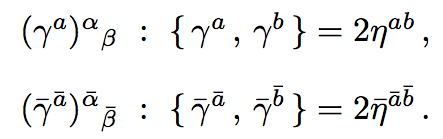 (γ^a)^α_β : { γ^a , γ^b } = 2η^{ab} ,
(γ̄^ā)^ᾱ_β̄ : { γ̄^ā , γ̄^b̄ } = 2η̄^{āb̄} .